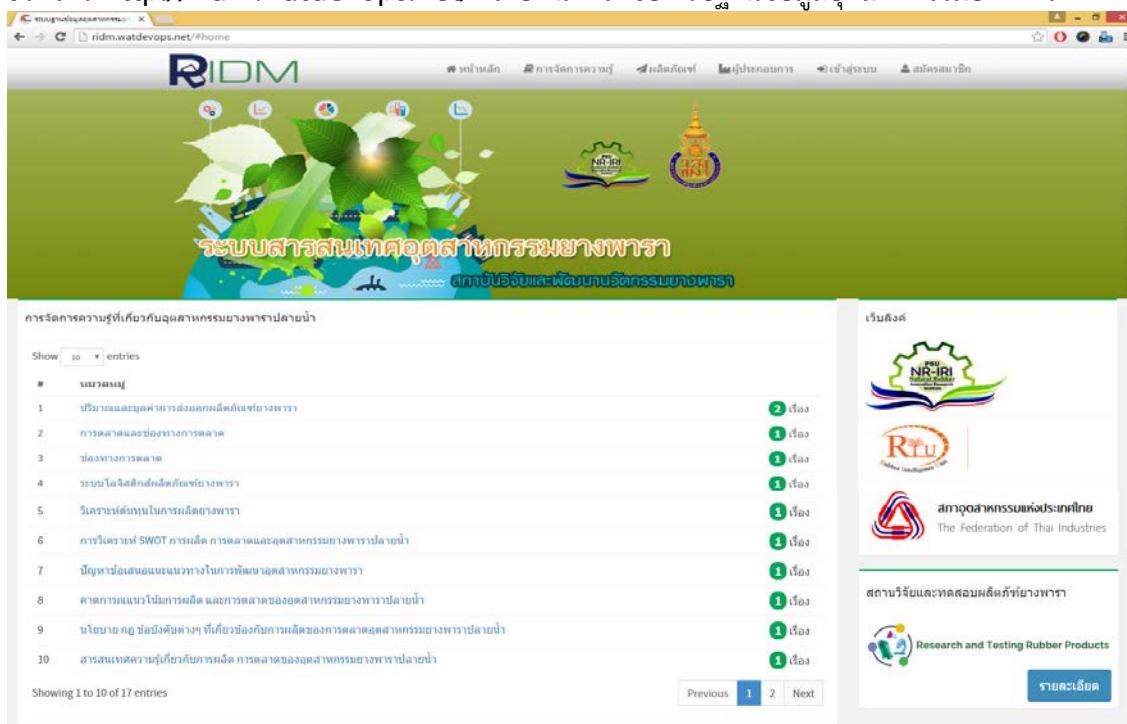 ridm.watdevops.net/#home
RIDM
หน้าหลัก การจัดการความรู้ ผลิตภัณฑ์ ผู้ประกอบการ เข้าสู่ระบบ สมัครสมาชิก
PSU
NR-IRI
ระบบสารสนเทศอุตสาหกรรมยางพารา
สถาบันวิจัยและพัฒนานวัตกรรมยางพารา
การจัดการความรู้ที่เกี่ยวกับอุตสาหกรรมยางพาราปลายน้ำ
Show 10 entries
# หมวดหมู่
1 ปริมาณและมูลค่าการส่งออกผลิตภัณฑ์ยางพารา 2 เรื่อง
2 การตลาดและช่องทางการตลาด 1 เรื่อง
3 ช่องทางการตลาด 1 เรื่อง
4 ระบบโลจิสติกส์ผลิตภัณฑ์ยางพารา 1 เรื่อง
5 วิเคราะห์ต้นทุนในการผลิตยางพารา 1 เรื่อง
6 การวิเคราะห์ SWOT การผลิต การตลาดและอุตสาหกรรมยางพาราปลายน้ำ 1 เรื่อง
7 ปัญหาข้อเสนอแนะแนวทางในการพัฒนาอุตสาหกรรมยางพารา 1 เรื่อง
8 คาดการณแนวโน้มการผลิต และการตลาดของอุตสาหกรรมยางพาราปลายน้ำ 1 เรื่อง
9 นโยบาย กฎ ข้อบังคับต่างๆ ที่เกี่ยวข้องกับการผลิตของการตลาดอุตสาหกรรมยางพาราปลายน้ำ 1 เรื่อง
10 สารสนเทศความรู้เกี่ยวกับการผลิต การตลาดของอุตสาหกรรมยางพาราปลายน้ำ 1 เรื่อง
Showing 1 to 10 of 17 entries
Previous 1 2 Next
เว็บลิงค์
PSU
NR-IRI
Natural Rubber
RIU
Rubber Intelligence Unit
สภาอุตสาหกรรมแห่งประเทศไทย
The Federation of Thai Industries
สถานวิจัยและทดสอบผลิตภัฑ์ยางพารา
Research and Testing Rubber Products
รายละเอียด